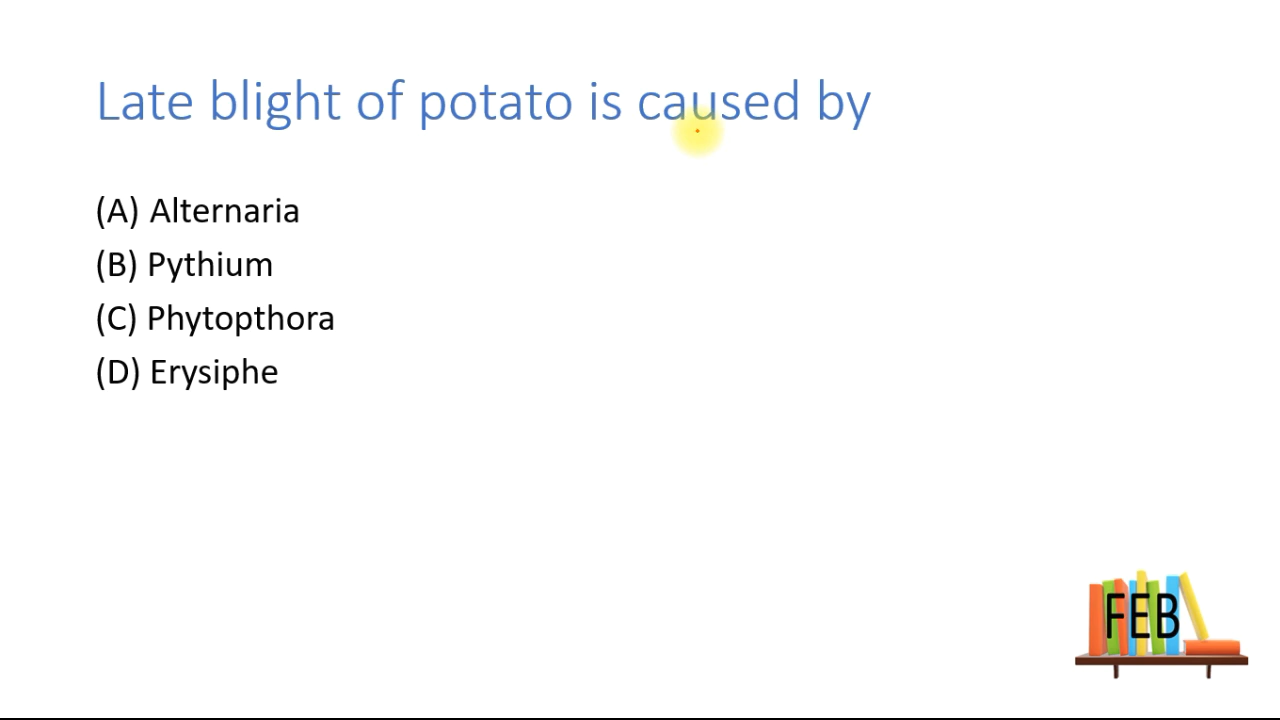 Late blight of potato is caused by
(A) Alternaria
(B) Pythium
(C) Phytopthora
(D) Erysiphe
FEB